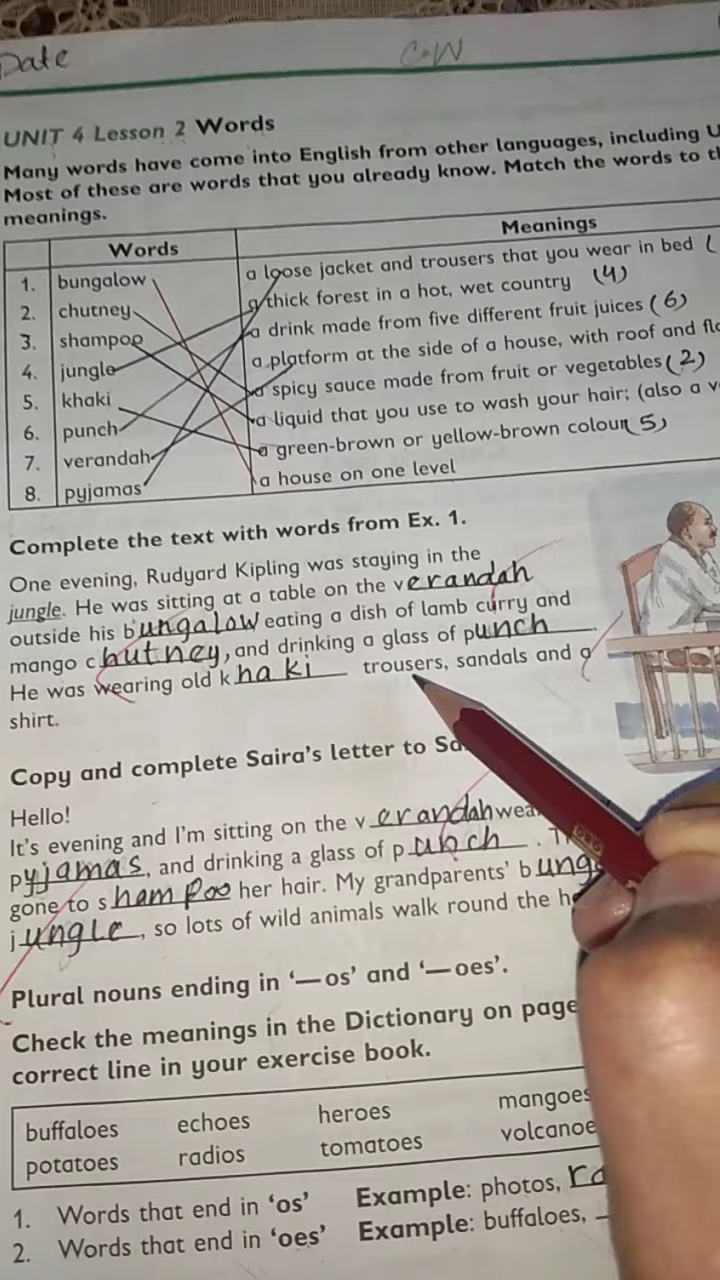 Date C.W
UNIT 4 Lesson 2 Words
Many words have come into English from other languages, including
Most of these are words that you already know. Match the words to
meanings.
Words Meanings
1. bungalow a loose jacket and trousers that you wear in bed (
2. chutney a thick forest in a hot, wet country (4)
3. shampoo a drink made from five different fruit juices (6)
4. jungle a platform at the side of a house, with roof and
5. khaki a spicy sauce made from fruit or vegetables (2)
6. punch a liquid that you use to wash your hair; (also a
7. verandah a green-brown or yellow-brown colour (5)
8. pyjamas a house on one level
Complete the text with words from Ex. 1.
One evening, Rudyard Kipling was staying in the
jungle. He was sitting at a table on the verandah
outside his bungalow eating a dish of lamb curry and
mango chutney, and drinking a glass of punch
He was wearing old khaki trousers, sandals and a
shirt.
Copy and complete Saira's letter to
Hello!
It's evening and I'm sitting on the verandah
pyjamas, and drinking a glass of punch.
gone to shampoo her hair. My grandparents'
jungle, so lots of wild animals walk round the
Plural nouns ending in '—os' and '—oes'.
Check the meanings in the Dictionary on page
correct line in your exercise book.
buffaloes echoes heroes mangoes
potatoes radios tomatoes
1. Words that end in 'os' Example: photos,
2. Words that end in 'oes' Example: buffaloes,